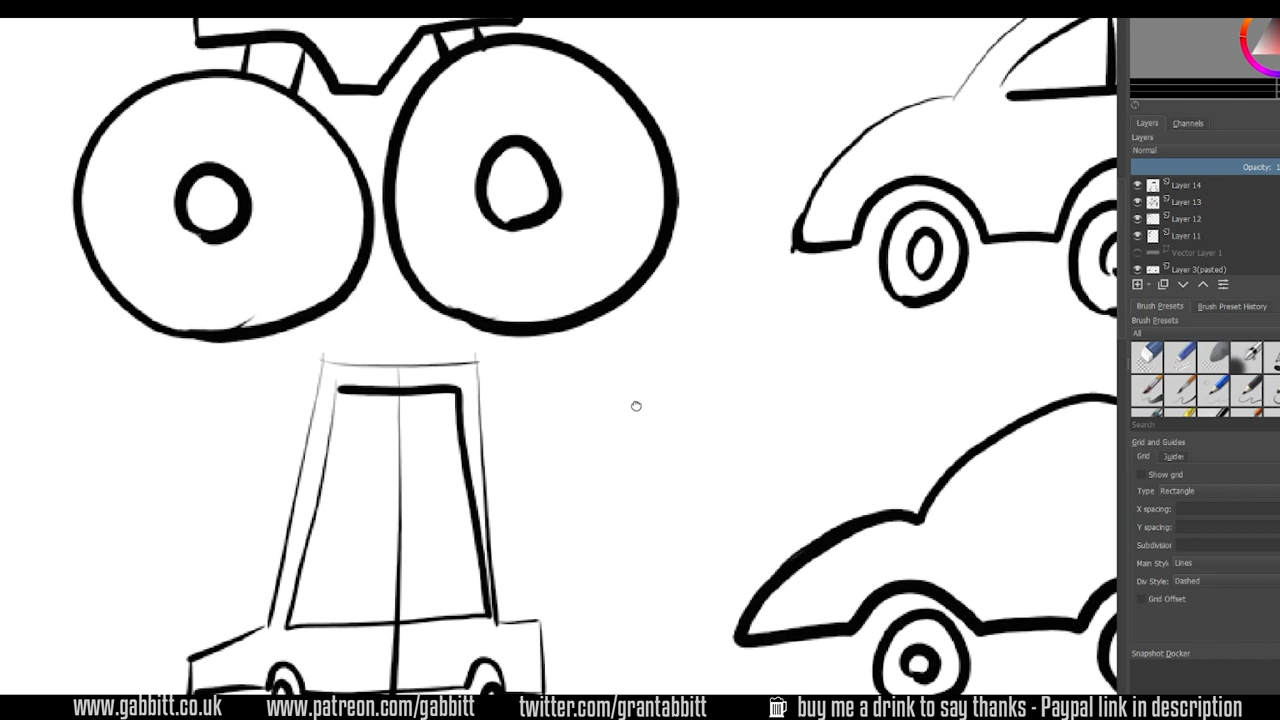 Layers Channels
Layers
Normal
Opacity: 1
Layer 14
Layer 13
Layer 12
Layer 11
Vector Layer 1
Layer 3(pasted)
Brush Presets Brush Preset History
Brush Presets
All
Search
Grid and Guides
Grid Guides
Show grid
Type Rectangle
X spacing:
Y spacing:
Subdivision
Main Style Lines
Div Style: Dashed
Grid Offset
Snapshot Docker
www.gabbitt.co.uk www.patreon.com/gabbitt twitter.com/grantabbitt buy me a drink to say thanks - Paypal link in description